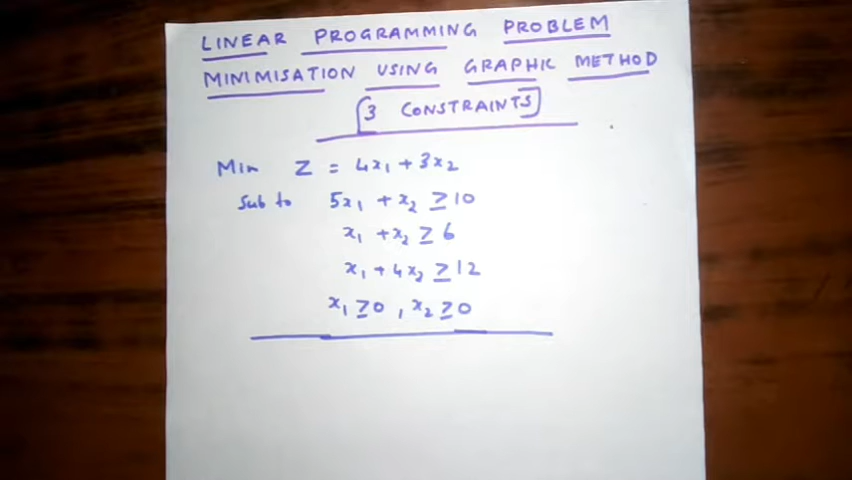 LINEAR PROGRAMMING PROBLEM
MINIMISATION USING GRAPHIC METHOD
[3 CONSTRAINTS]
Min Z = 4x₁ + 3x₂
Sub to 5x₁ + x₂ ≥ 10
x₁ + x₂ ≥ 6
x₁ + 4x₂ ≥ 12
x₁ ≥ 0, x₂ ≥ 0